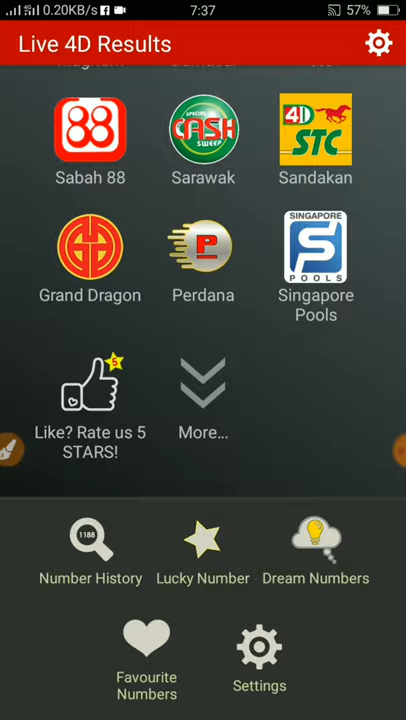 0.20KB/s 7:37 57%
Live 4D Results
88
SPECIAL
CASH
SWEEP
4D
STC
Sabah 88 Sarawak Sandakan
P
SINGAPORE
S
POOLS
Grand Dragon Perdana Singapore
Pools
5
Like? Rate us 5
STARS!
More...
1188
Number History Lucky Number Dream Numbers
Favourite
Numbers
Settings